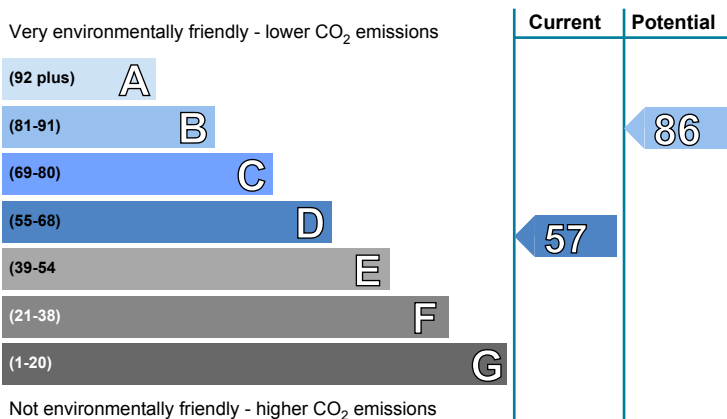 Very environmentally friendly - lower CO2 emissions
Current
Potential
(92 plus) A
(81-91) B
86
(69-80) C
(55-68) D
57
(39-54 E
(21-38) F
(1-20) G
Not environmentally friendly - higher CO2 emissions